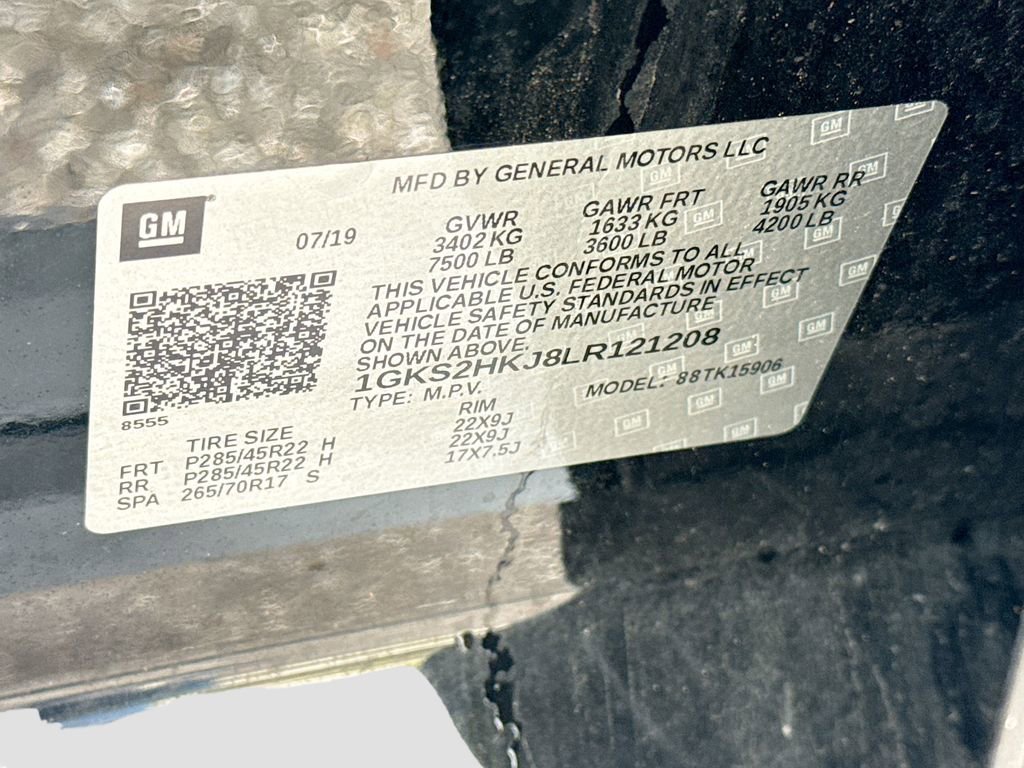 MFD BY GENERAL MOTORS LLC
GM
07/19
GVWR
3402 KG
7500 LB
GAWR FRT
1633 KG
3600 LB
GAWR RR
1905 KG
4200 LB
THIS VEHICLE CONFORMS TO ALL
APPLICABLE U.S. FEDERAL MOTOR
VEHICLE SAFETY STANDARDS IN EFFECT
ON THE DATE OF MANUFACTURE
SHOWN ABOVE.
1GKS2HKJ8LR121208
TYPE: M.P.V.
MODEL: 88TK15906
8555
TIRE SIZE RIM
FRT P285/45R22 H 22X9J
RR P285/45R22 H 22X9J
SPA 265/70R17 S 17X7.5J